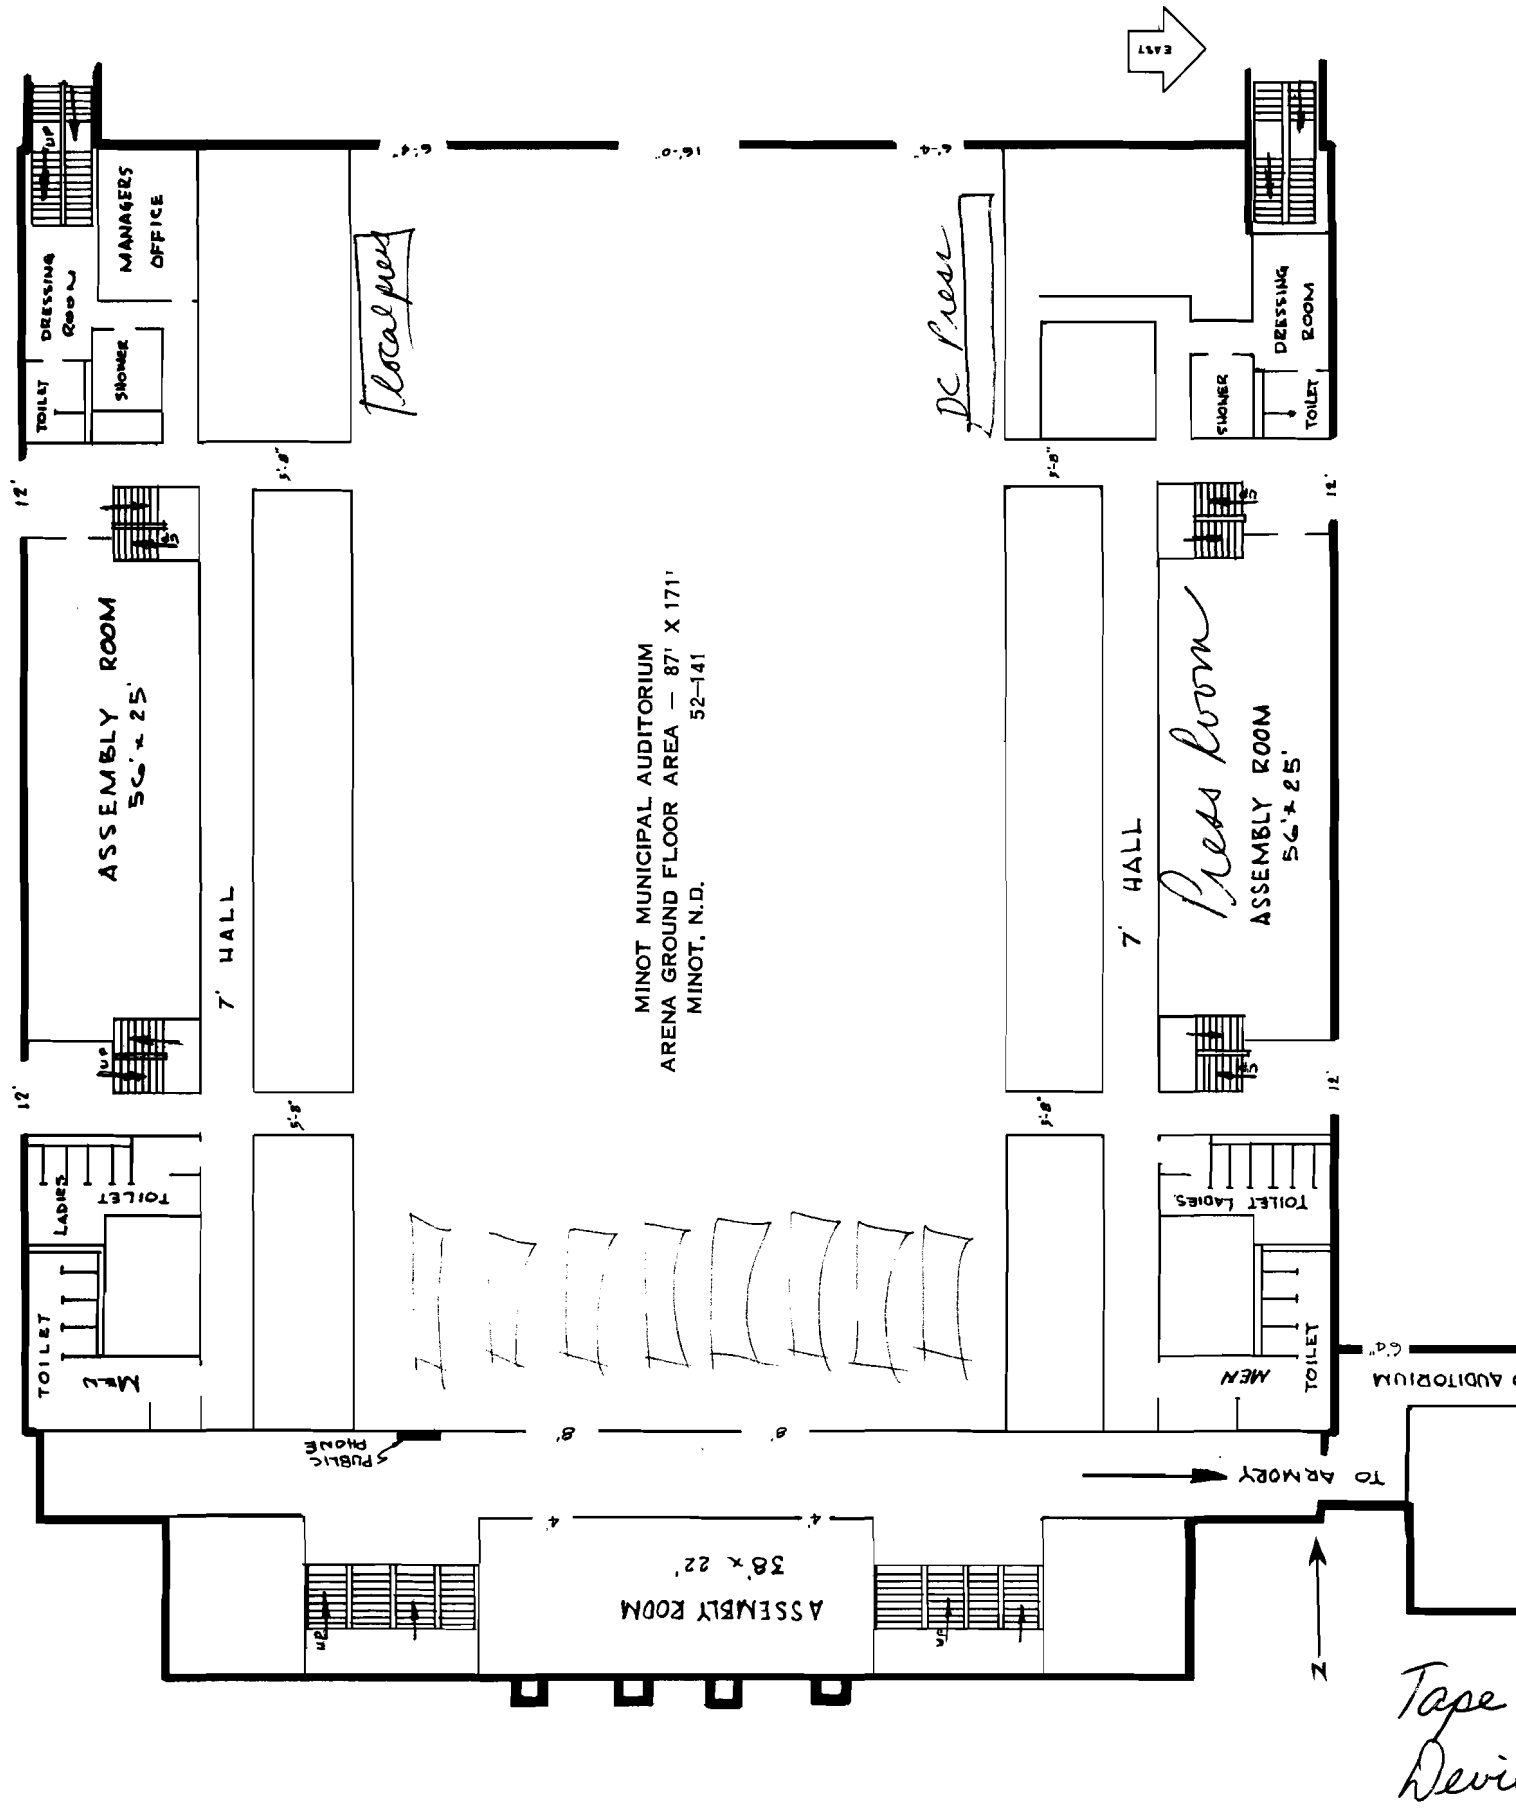 EAST
UP
6'-4"
16'-0"
6'-4"
MANAGERS
OFFICE
DRESSING
ROOM
SHOWER
TOILET
Local press
DC Press
DRESSING
ROOM
SHOWER
TOILET
12'
5'-8"
5'-8"
12'
ASSEMBLY ROOM
56' x 25'
7' HALL
MINOT MUNICIPAL AUDITORIUM
ARENA GROUND FLOOR AREA — 87' X 171'
MINOT, N.D. 52-141
7' HALL
Press Room
ASSEMBLY ROOM
56' x 25'
UP
12'
5'-8"
5'-8"
12'
LADIES
TOILET
TOILET
MEN
TOILET LADIES
MEN
TOILET
6'4"
AUDITORIUM
PUBLIC
PHONE
8'
8'
TO ARMORY
4'
4'
ASSEMBLY ROOM
38' x 22'
UP
UP
N
Tape